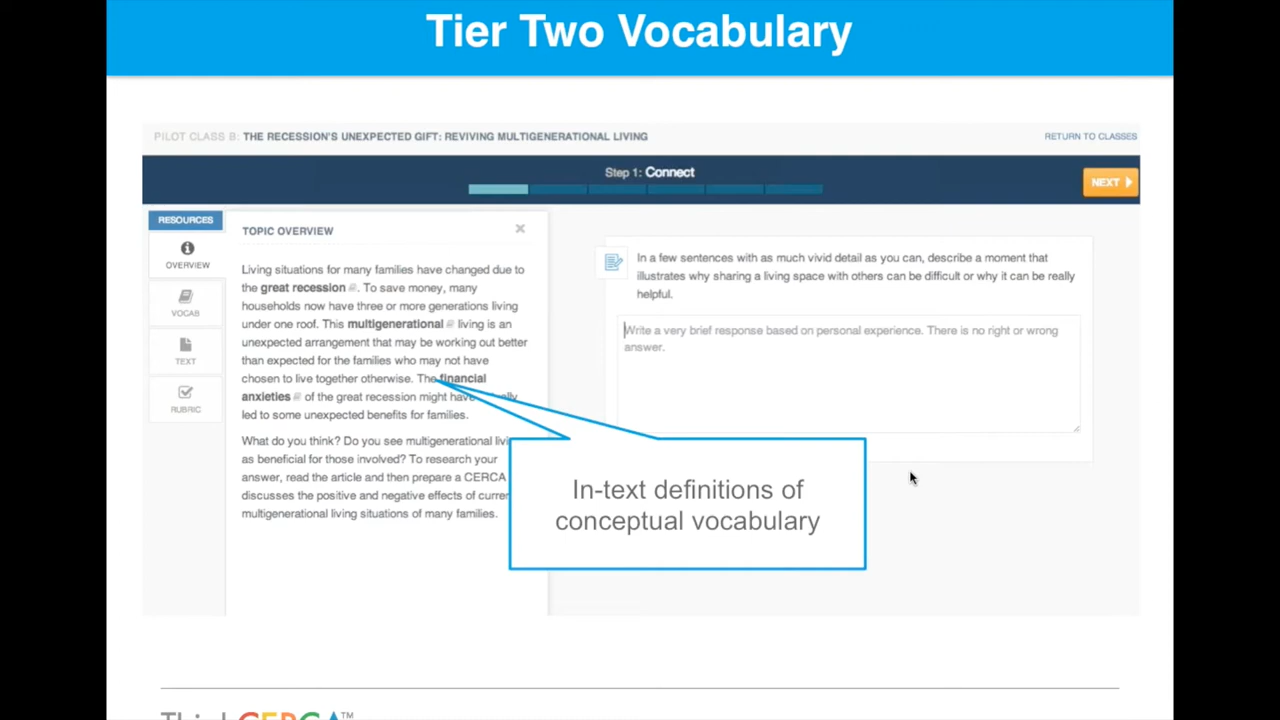 Tier Two Vocabulary
PILOT CLASS B: THE RECESSION'S UNEXPECTED GIFT: REVIVING MULTIGENERATIONAL LIVING
RETURN TO CLASSES
Step 1: Connect
NEXT
RESOURCES
OVERVIEW
VOCAB
TEXT
RUBRIC
TOPIC OVERVIEW
Living situations for many families have changed due to
the great recession. To save money, many
households now have three or more generations living
under one roof. This multigenerational living is an
unexpected arrangement that may be working out better
than expected for the families who may not have
chosen to live together otherwise. The financial
anxieties of the great recession might have
led to some unexpected benefits for families.
What do you think? Do you see multigenerational
as beneficial for those involved? To research your
answer, read the article and then prepare a CERCA
discusses the positive and negative effects of
multigenerational living situations of many families.
In a few sentences with as much vivid detail as you can, describe a moment that
illustrates why sharing a living space with others can be difficult or why it can be really
helpful.
Write a very brief response based on personal experience. There is no right or wrong
answer.
In-text definitions of
conceptual vocabulary
ThinkCERCA™